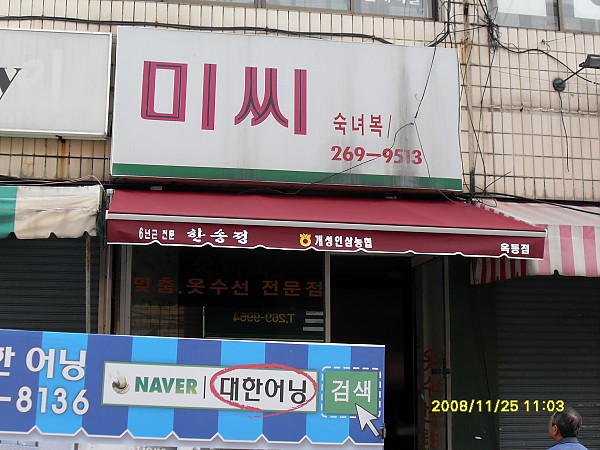 미씨
숙녀복
269-9513
6년근 전문 한송정 개성인삼농협 옥동점
맞춤.옷수선 전문점
T.269-9964
한 어닝
-8136
NAVER 대한어닝 검색
2008/11/25 11:03